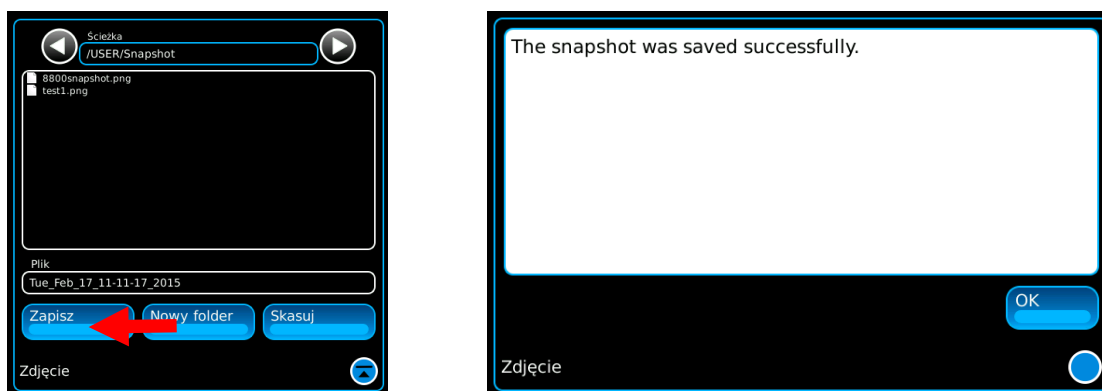 Ścieżka
/USER/Snapshot
8800snapshot.png
test1.png
Plik
Tue_Feb_17_11-11-17_2015
Zapisz Nowy folder Skasuj
Zdjęcie
The snapshot was saved successfully.
OK
Zdjęcie